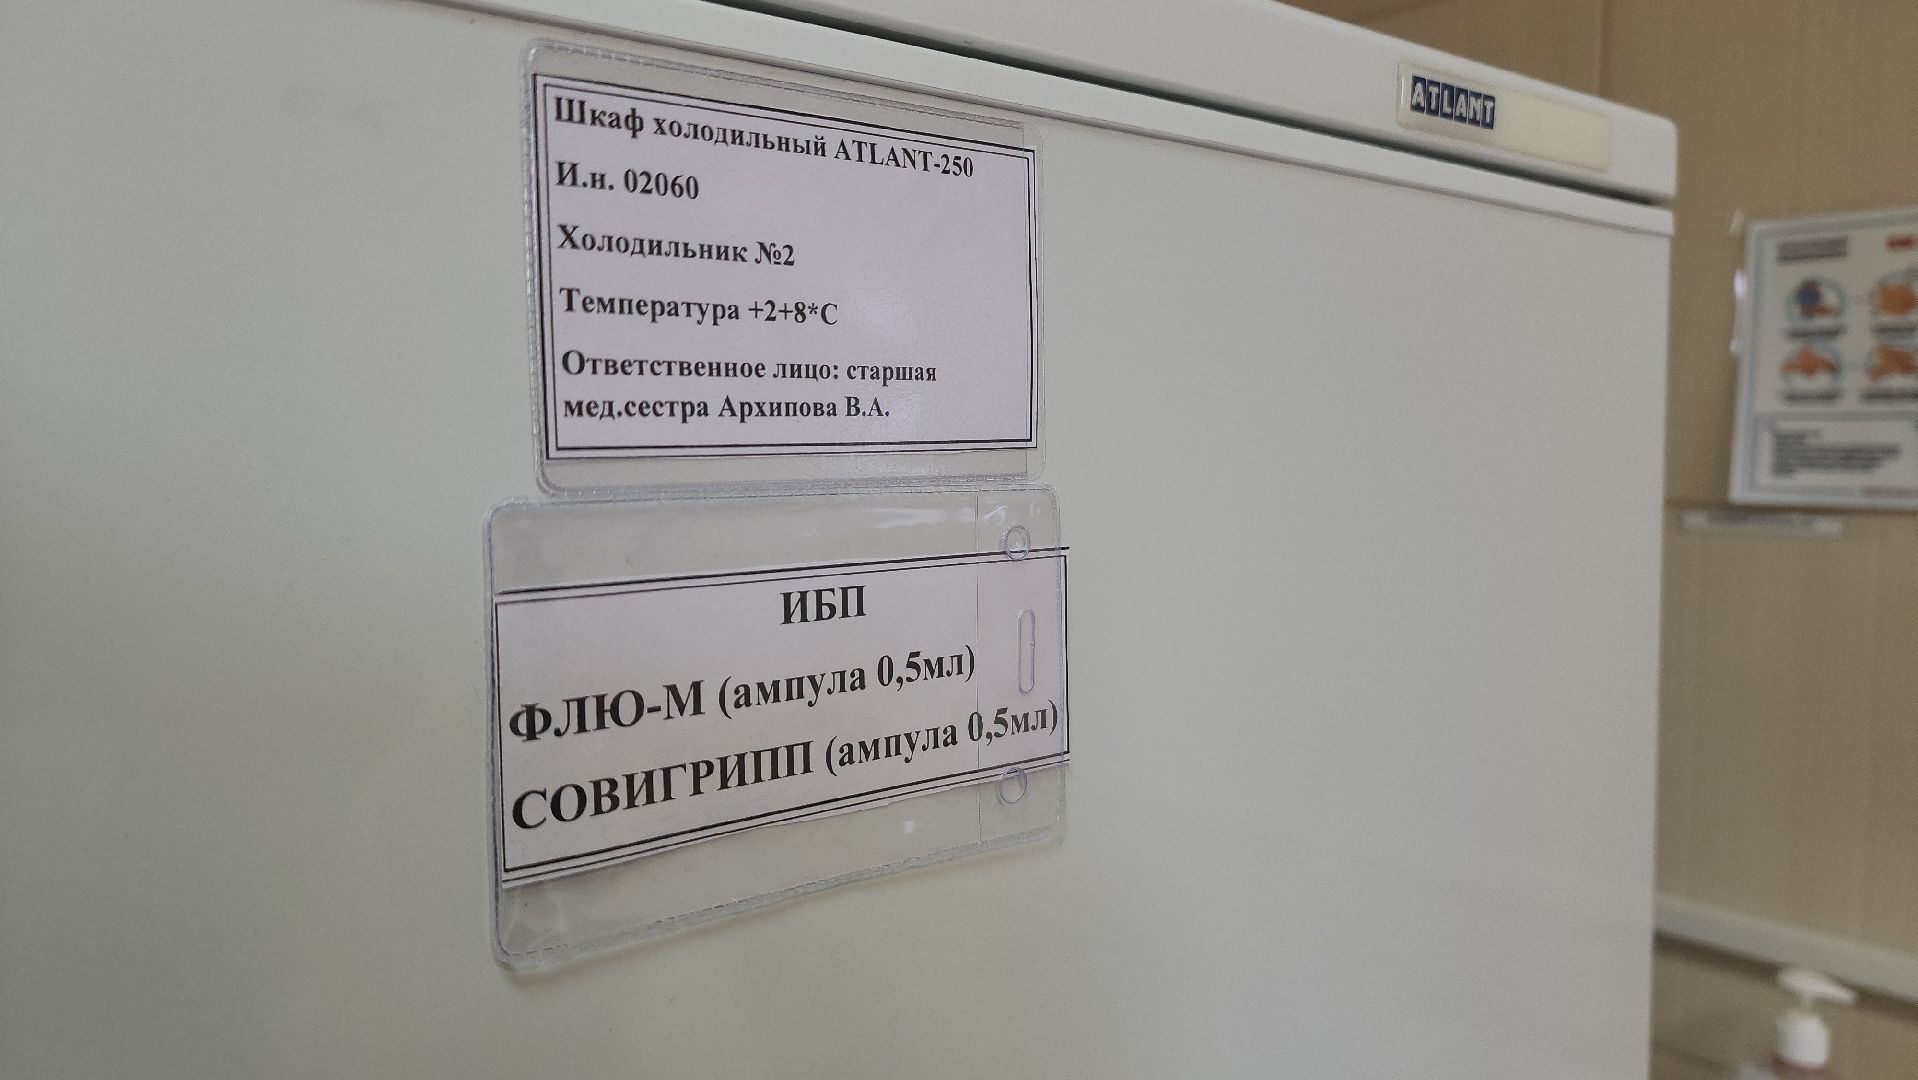 ATLANT
Шкаф холодильный ATLANT-250
И.н. 02060
Холодильник №2
Температура +2+8*С
Ответственное лицо: старшая
мед.сестра Архипова В.А.
ИБП
ФЛЮ-М (ампула 0,5мл)
СОВИГРИПП (ампула 0,5мл)